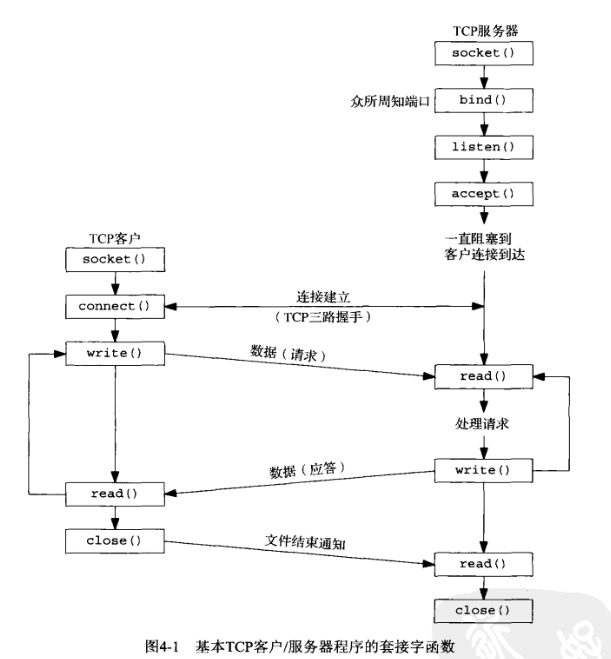 TCP服务器
socket()
众所周知端口
bind()
listen()
accept()
一直阻塞到
客户连接到达
TCP客户
socket()
connect()
连接建立
（TCP三路握手）
write()
数据（请求）
read()
处理请求
write()
数据（应答）
read()
close()
文件结束通知
read()
close()
图4-1 基本TCP客户/服务器程序的套接字函数